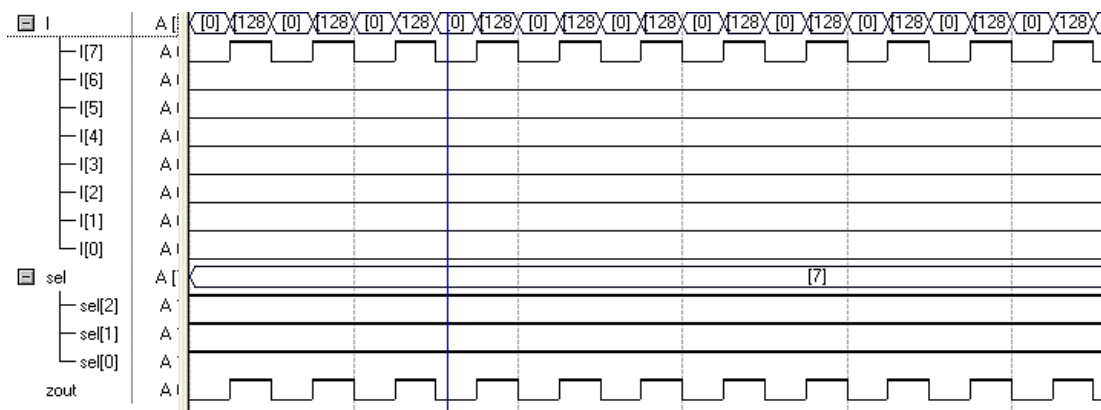 I A [ [0] [128] [0] [128] [0] [128] [0] [128] [0] [128] [0] [128] [0] [128] [0] [128] [0] [128] [0] [128] [0] [128]
I[7] A
I[6] A
I[5] A
I[4] A
I[3] A
I[2] A
I[1] A
I[0] A
sel A [ [7]
sel[2] A
sel[1] A
sel[0] A
zout A